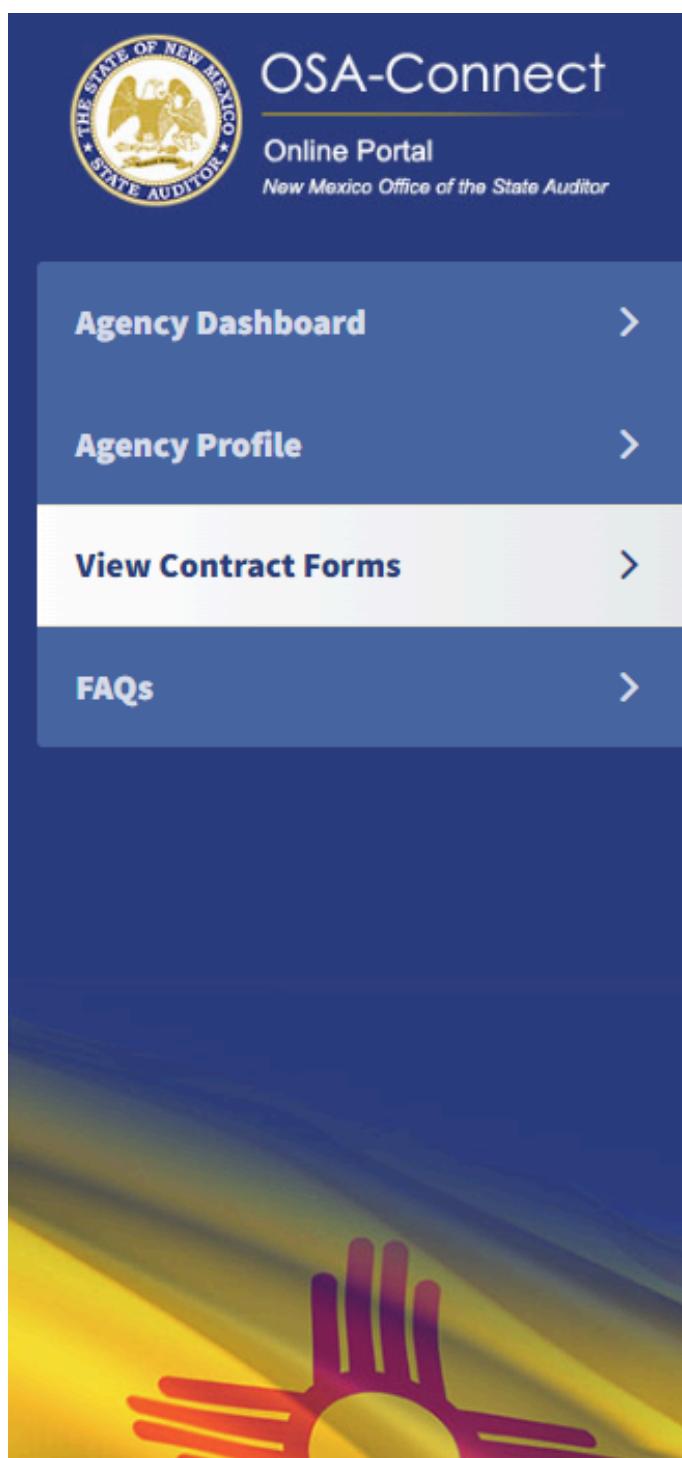 THE STATE OF NEW MEXICO
STATE AUDITOR
OSA-Connect
Online Portal
New Mexico Office of the State Auditor
Agency Dashboard
Agency Profile
View Contract Forms
FAQs